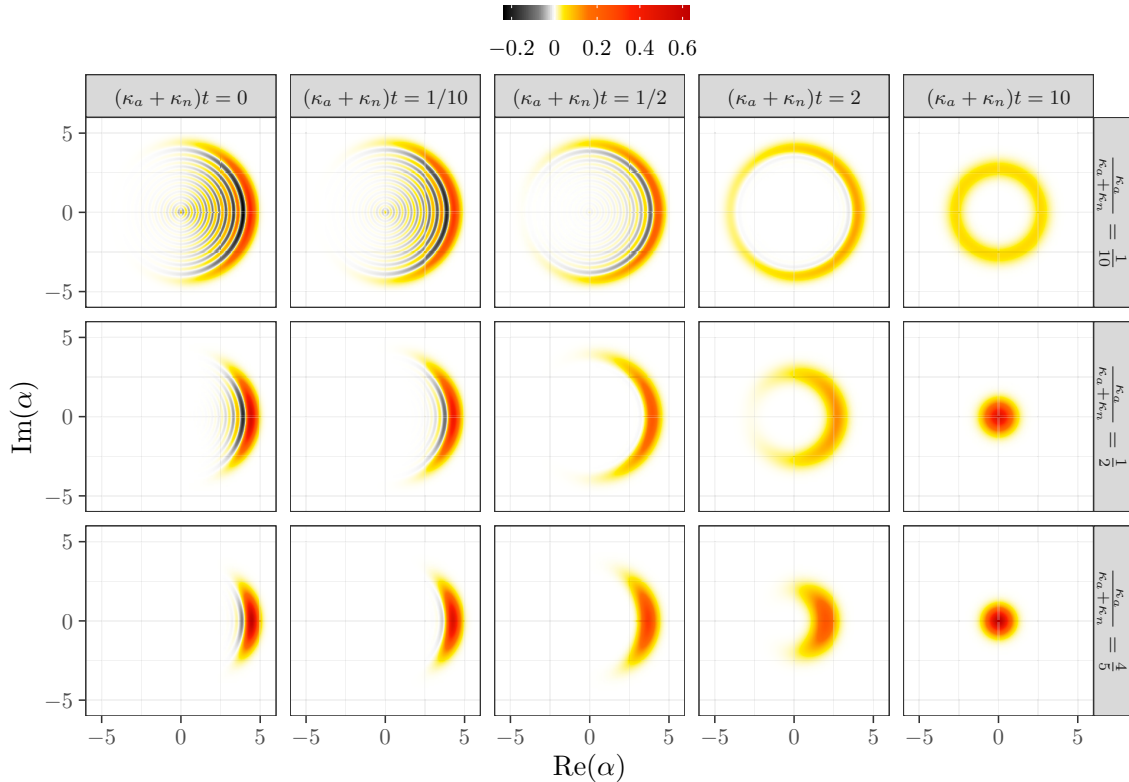 −0.2 0 0.2 0.4 0.6
(κₐ + κₙ)t = 0 (κₐ + κₙ)t = 1/10 (κₐ + κₙ)t = 1/2 (κₐ + κₙ)t = 2 (κₐ + κₙ)t = 10
5
0
−5
κₐ/(κₐ+κₙ) = 1/10
5
0
−5
κₐ/(κₐ+κₙ) = 1/2
5
0
−5
κₐ/(κₐ+κₙ) = 4/5
Im(α)
−5 0 5 −5 0 5 −5 0 5 −5 0 5 −5 0 5
Re(α)